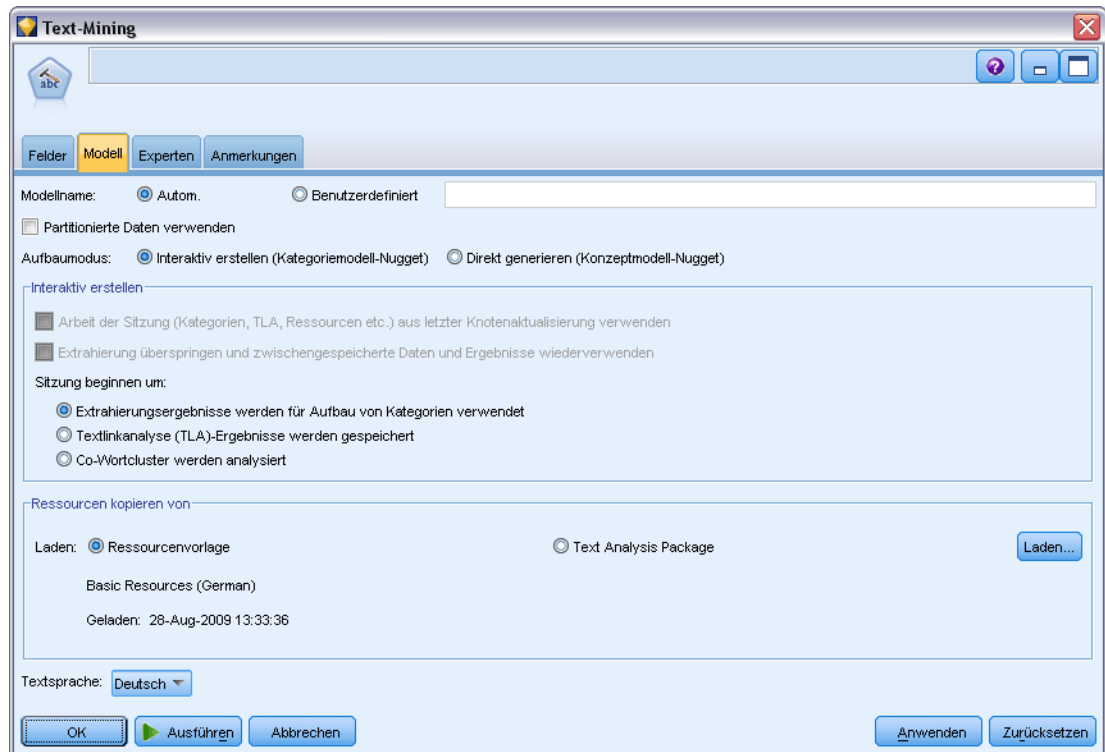 Text-Mining
abc
Felder Modell Experten Anmerkungen
Modellname: Autom. Benutzerdefiniert
Partitionierte Daten verwenden
Aufbaumodus: Interaktiv erstellen (Kategoriemodell-Nugget) Direkt generieren (Konzeptmodell-Nugget)
Interaktiv erstellen
Arbeit der Sitzung (Kategorien, TLA, Ressourcen etc.) aus letzter Knotenaktualisierung verwenden
Extrahierung überspringen und zwischengespeicherte Daten und Ergebnisse wiederverwenden
Sitzung beginnen um:
Extrahierungsergebnisse werden für Aufbau von Kategorien verwendet
Textlinkanalyse (TLA)-Ergebnisse werden gespeichert
Co-Wortcluster werden analysiert
Ressourcen kopieren von
Laden: Ressourcenvorlage Text Analysis Package Laden...
Basic Resources (German)
Geladen: 28-Aug-2009 13:33:36
Textsprache: Deutsch
OK Ausführen Abbrechen Anwenden Zurücksetzen